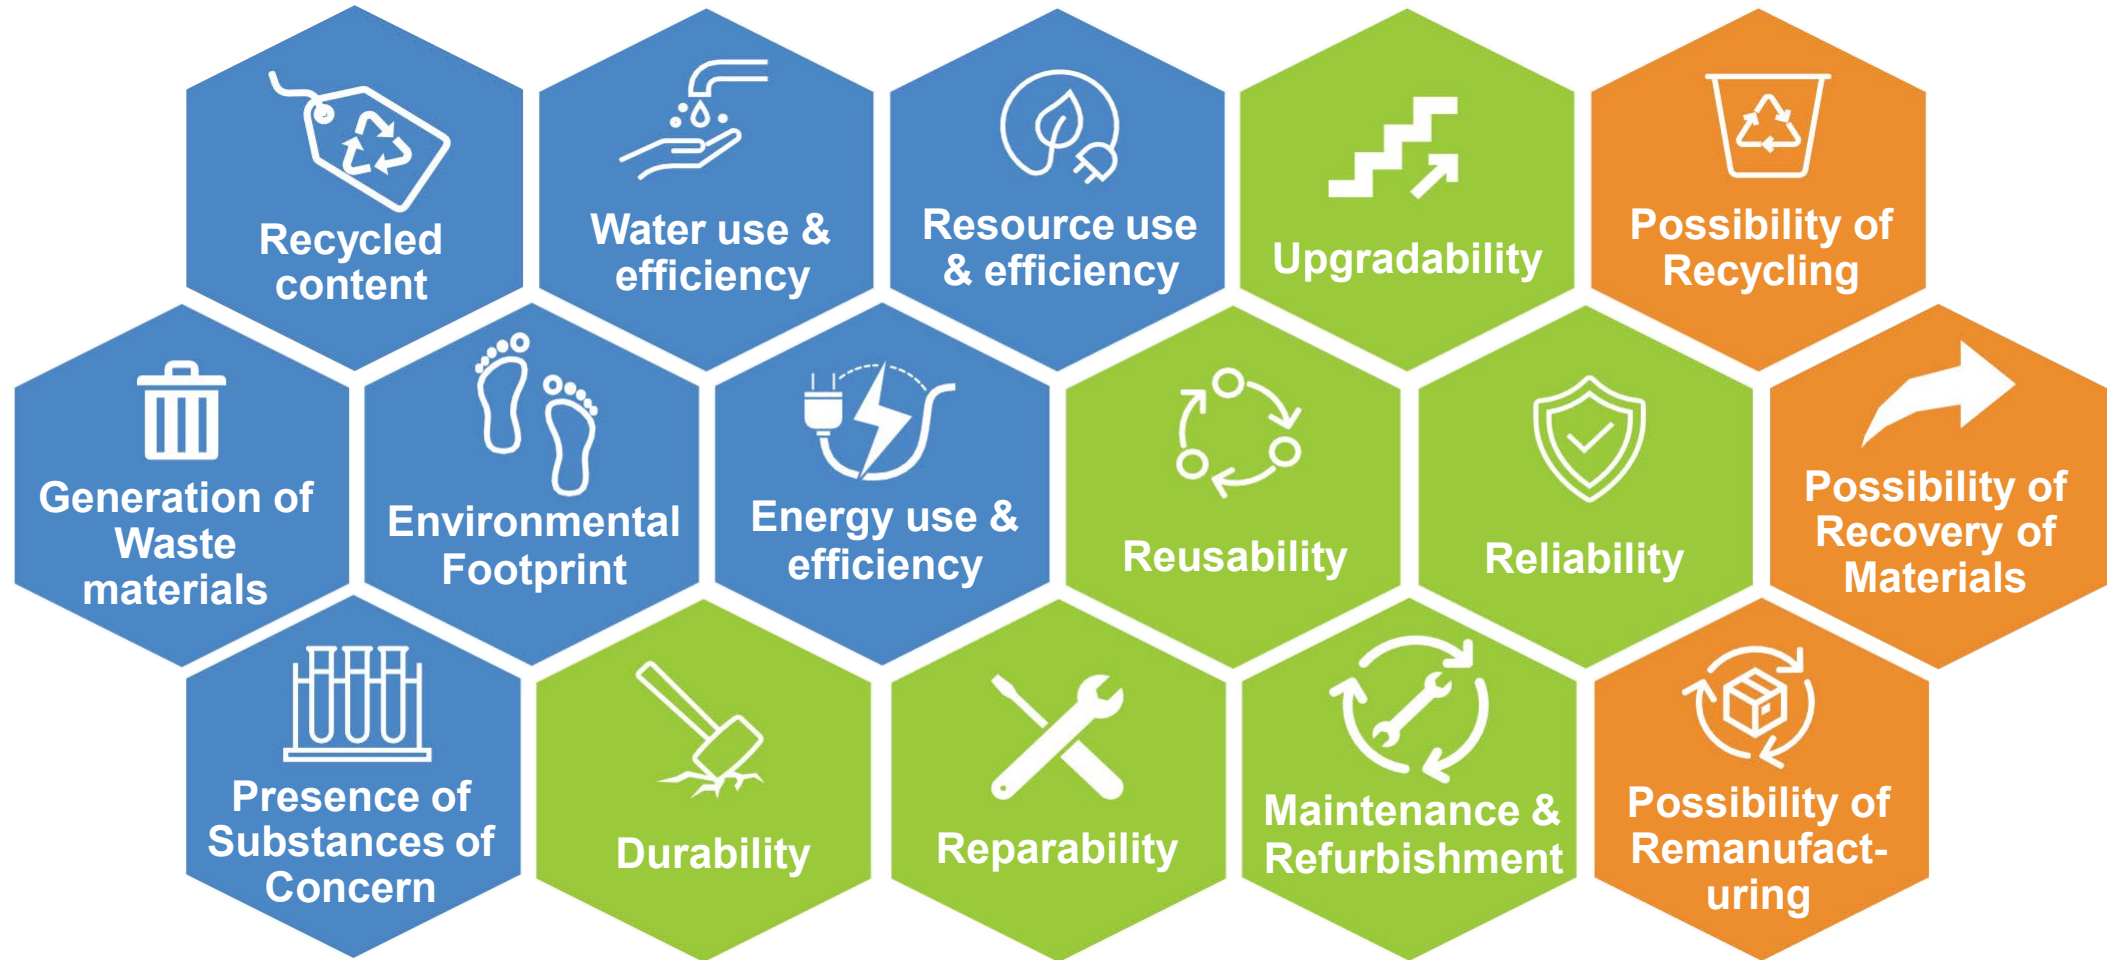 Recycled
content
Water use &
efficiency
Resource use
& efficiency
Upgradability
Possibility of
Recycling
Generation of
Waste
materials
Environmental
Footprint
Energy use &
efficiency
Reusability
Reliability
Possibility of
Recovery of
Materials
Presence of
Substances of
Concern
Durability
Reparability
Maintenance &
Refurbishment
Possibility of
Remanufact-
uring